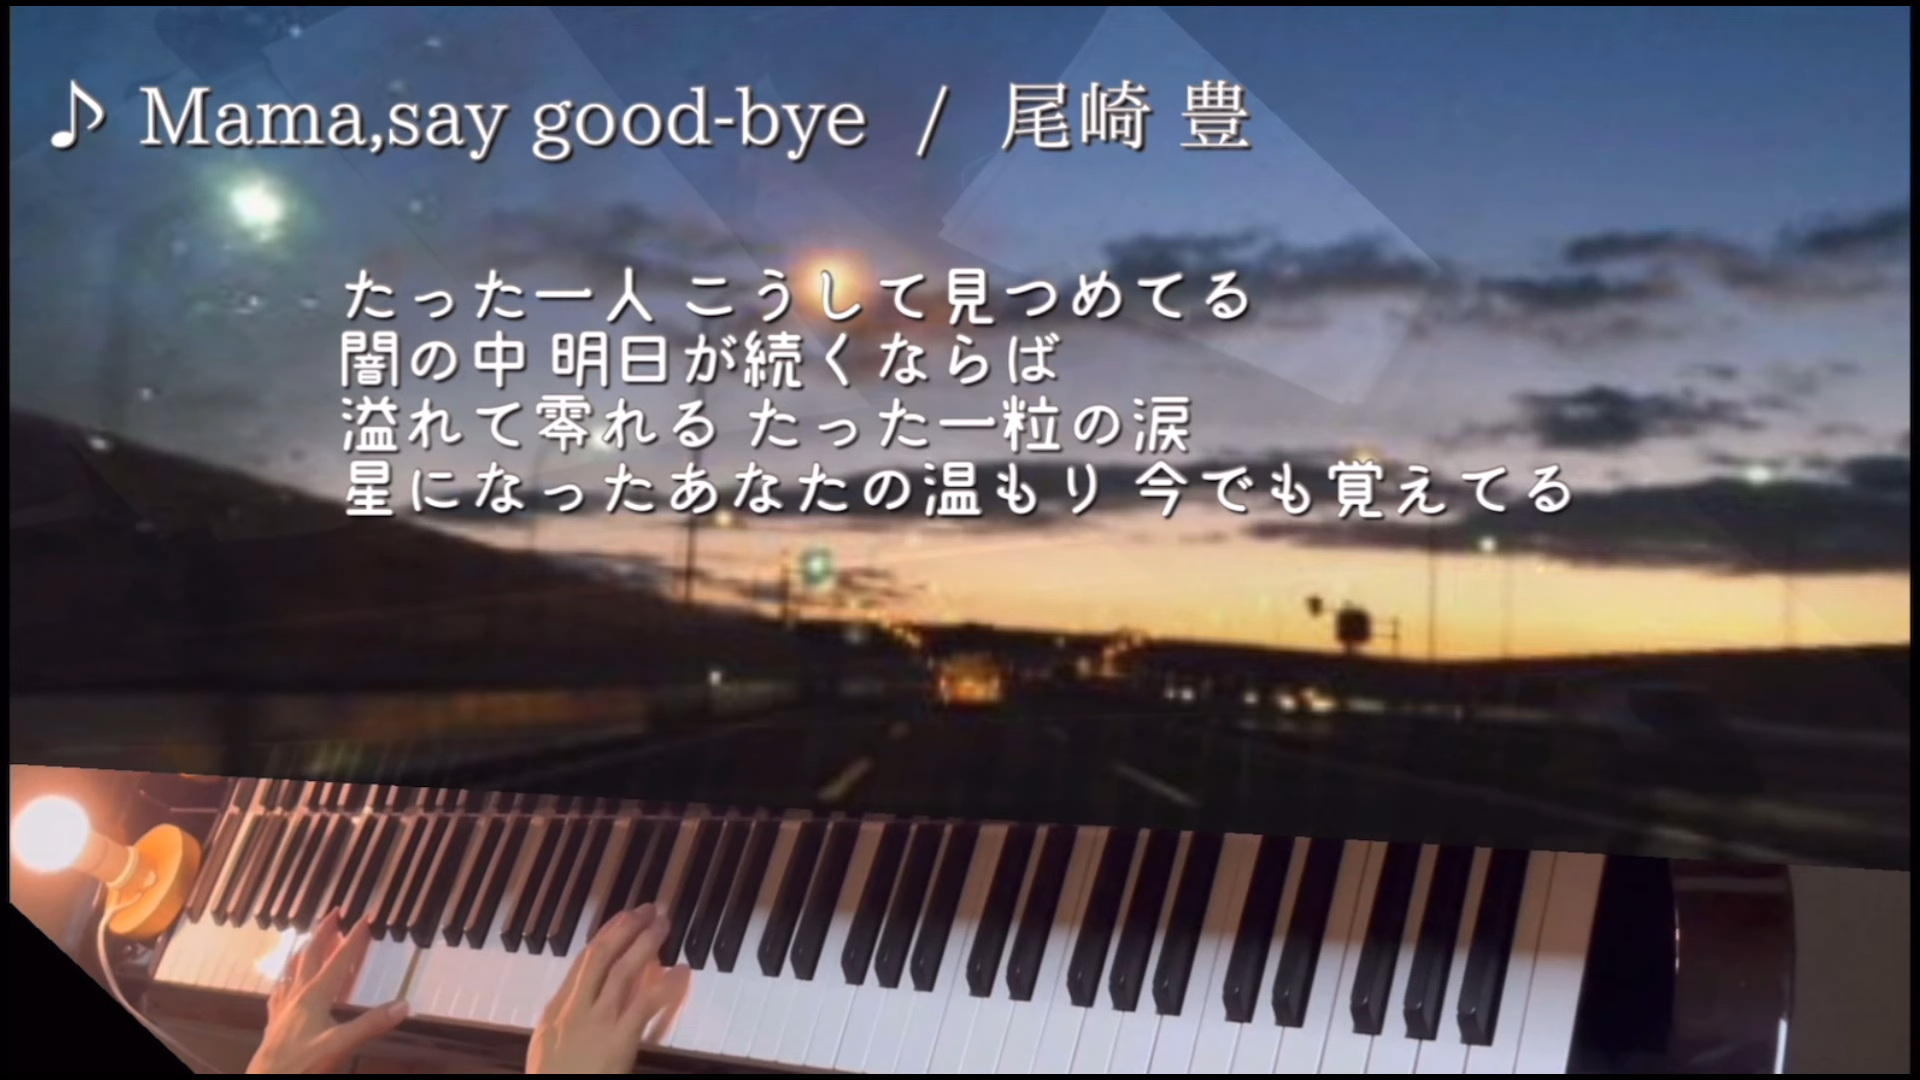 ♪ Mama,say good-bye / 尾崎 豊
たった一人 こうして見つめてる
闇の中 明日が続くならば
溢れて零れる たった一粒の涙
星になったあなたの温もり 今でも覚えてる